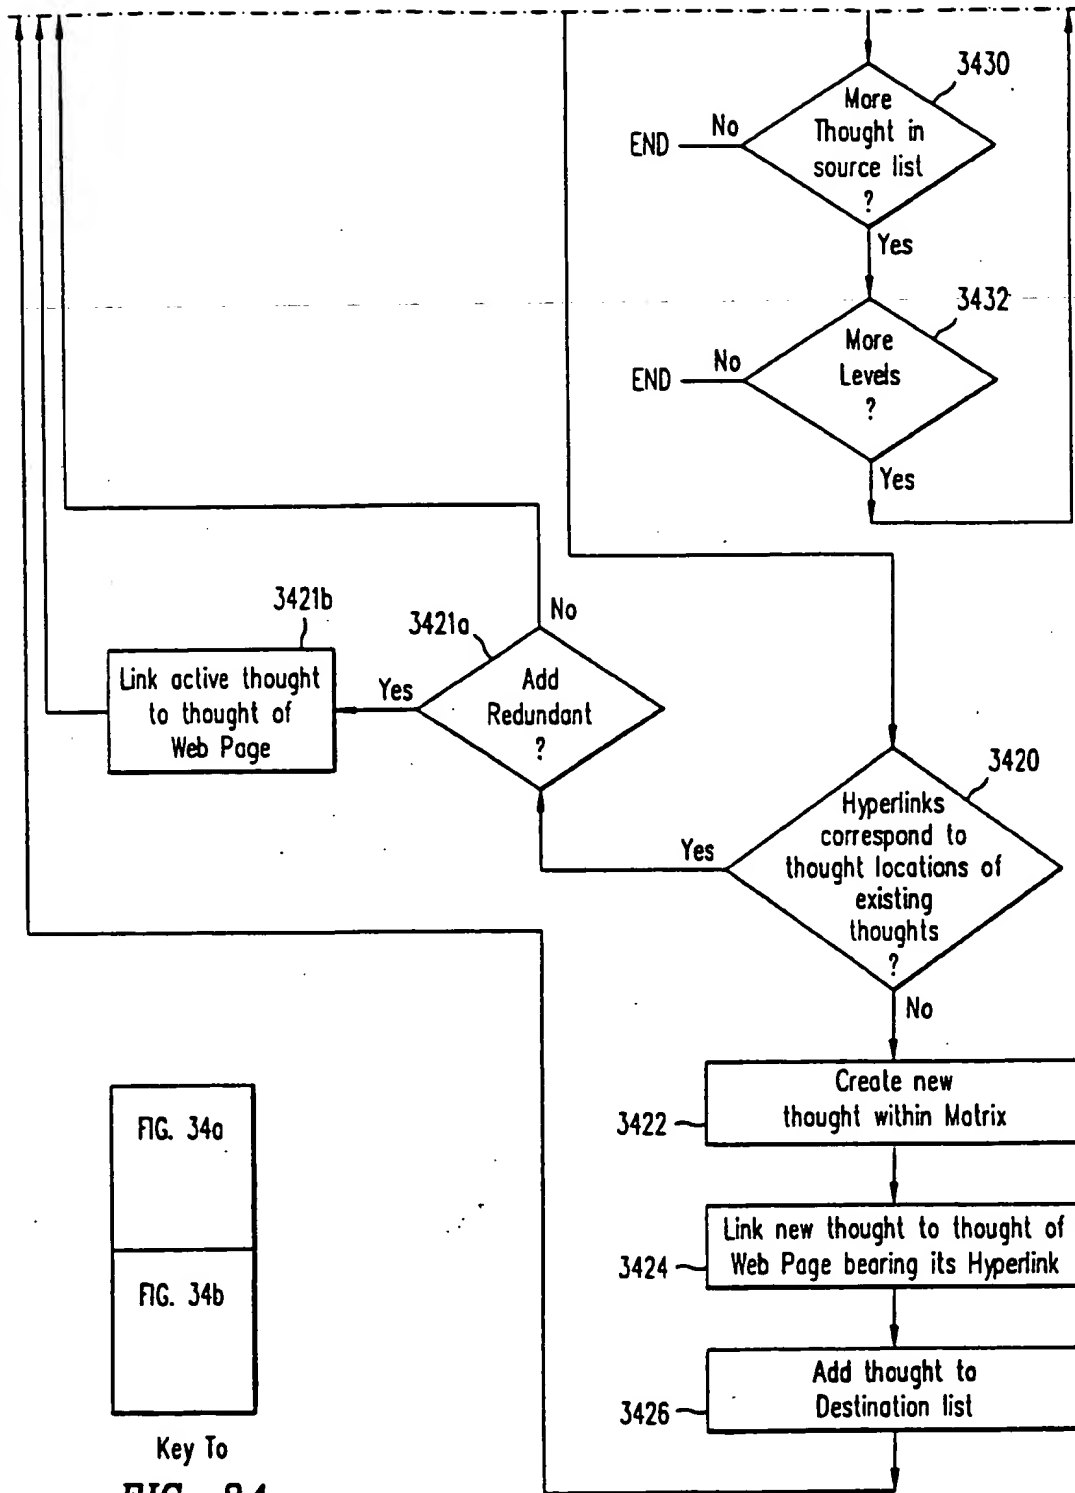 3430
More
Thought in
source list
?
No
END
Yes
3432
More
Levels
?
No
END
Yes
3421b
Link active thought
to thought of
Web Page
Yes
3421a
Add
Redundant
?
No
3420
Hyperlinks
correspond to
thought locations of
existing
thoughts
?
Yes
No
3422
Create new
thought within Matrix
3424
Link new thought to thought of
Web Page bearing its Hyperlink
3426
Add thought to
Destination list
FIG. 34a
FIG. 34b
Key To
FIG. 34